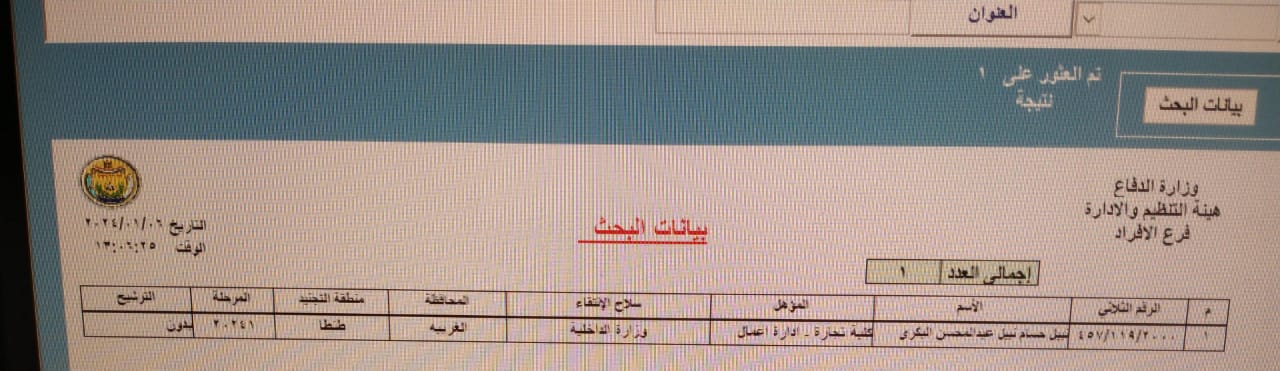 العنوان
تم العثور على ١
نتيجة
بيانات البحث
وزارة الدفاع
هيئة التنظيم والادارة
فرع الافراد
التاريخ ٢٠٢٤/٠١/٠٦
الوقت ١٣:٠٦:٢٥
بيانات البحث
إجمالى العدد ١
م الرقم الثلاثي الأسم المؤهل سلاح الإنتقاء المحافظة منطقة التجنيد المرحلة الترشيح
١ ٤٥٧/١١٩/٢٠٠٠ نبيل حسام نبيل عبدالمحسن البكرى كلية تجارة - ادارة اعمال وزارة الداخلية الغربيه طنطا ٢٠٢٤١ بدون